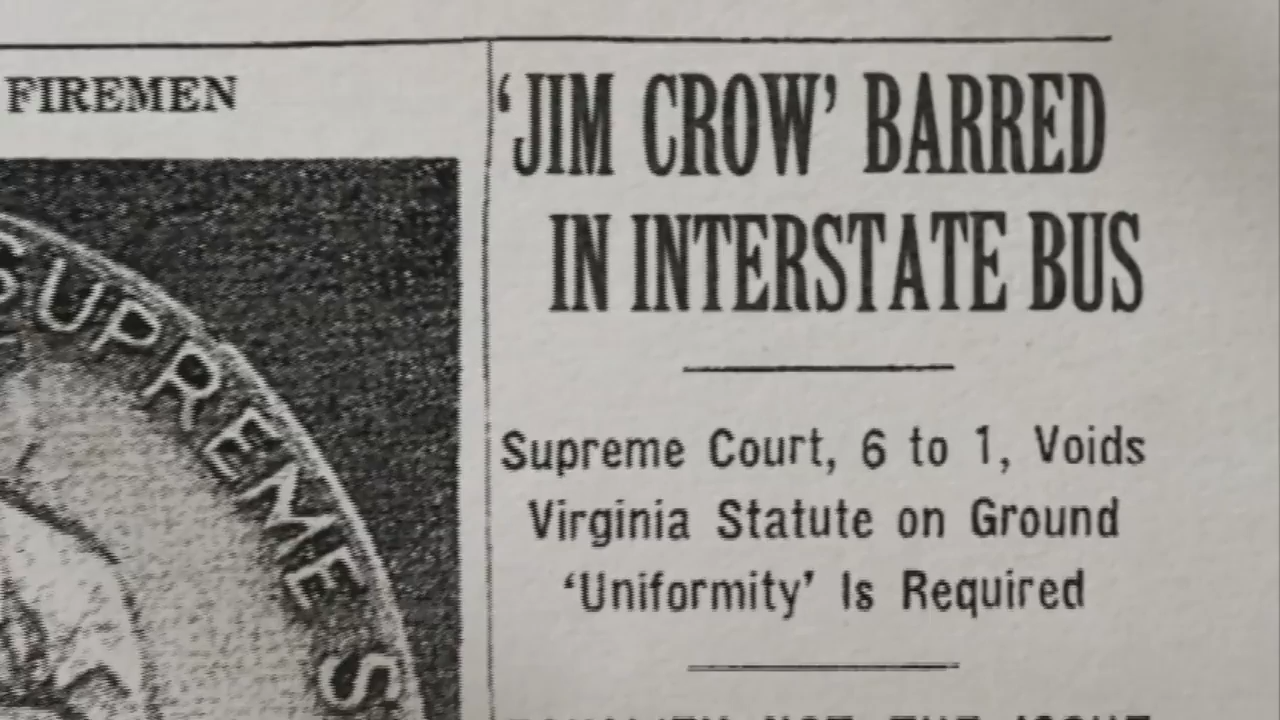 FIREMEN
SUPREME S
‘JIM CROW’ BARRED
IN INTERSTATE BUS
Supreme Court, 6 to 1, Voids
Virginia Statute on Ground
‘Uniformity’ Is Required